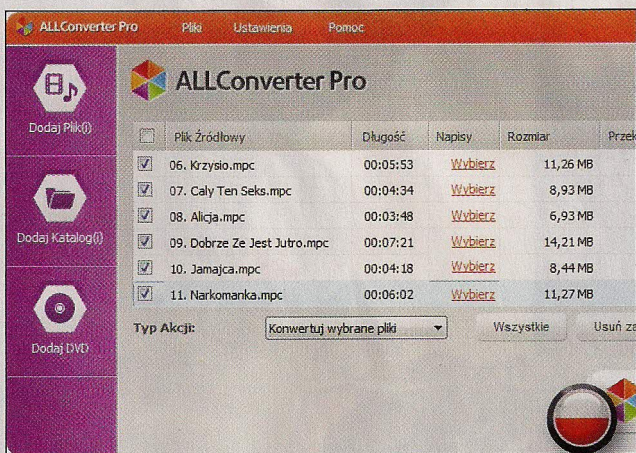 ALLConverter Pro Pliki Ustawienia Pomoc
ALLConverter Pro
Dodaj Plik(i)
Plik Źródłowy Długość Napisy Rozmiar Przek
06. Krzysio.mpc 00:05:53 Wybierz 11,26 MB
07. Caly Ten Seks.mpc 00:04:34 Wybierz 8,93 MB
08. Alicja.mpc 00:03:48 Wybierz 6,93 MB
Dodaj Katalog(i)
09. Dobrze Ze Jest Jutro.mpc 00:07:21 Wybierz 14,21 MB
10. Jamajca.mpc 00:04:18 Wybierz 8,44 MB
11. Narkomanka.mpc 00:06:02 Wybierz 11,27 MB
Typ Akcji: Konwertuj wybrane pliki Wszystkie Usuń za
Dodaj DVD